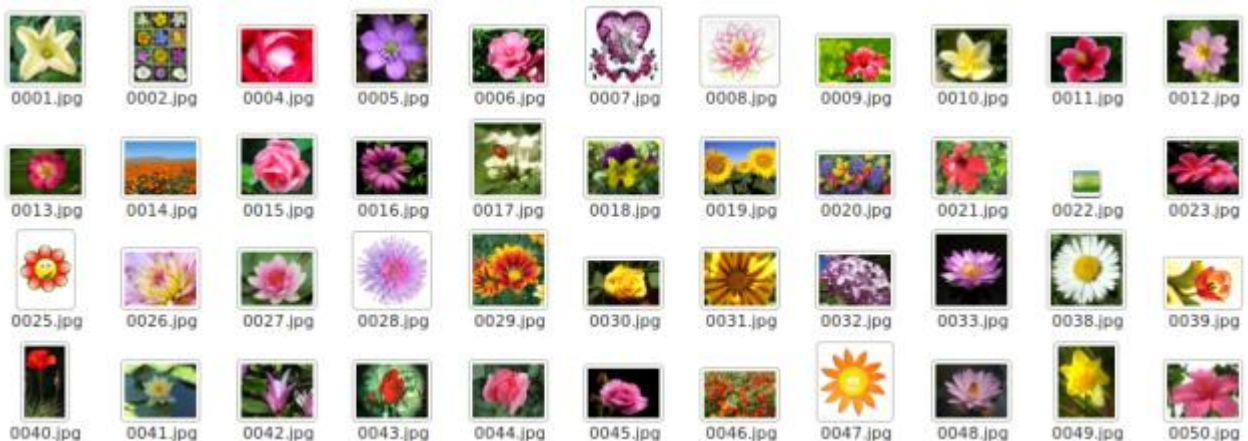 0001.jpg 0002.jpg 0004.jpg 0005.jpg 0006.jpg 0007.jpg 0008.jpg 0009.jpg 0010.jpg 0011.jpg 0012.jpg
0013.jpg 0014.jpg 0015.jpg 0016.jpg 0017.jpg 0018.jpg 0019.jpg 0020.jpg 0021.jpg 0022.jpg 0023.jpg
0025.jpg 0026.jpg 0027.jpg 0028.jpg 0029.jpg 0030.jpg 0031.jpg 0032.jpg 0033.jpg 0038.jpg 0039.jpg
0040.jpg 0041.jpg 0042.jpg 0043.jpg 0044.jpg 0045.jpg 0046.jpg 0047.jpg 0048.jpg 0049.jpg 0050.jpg